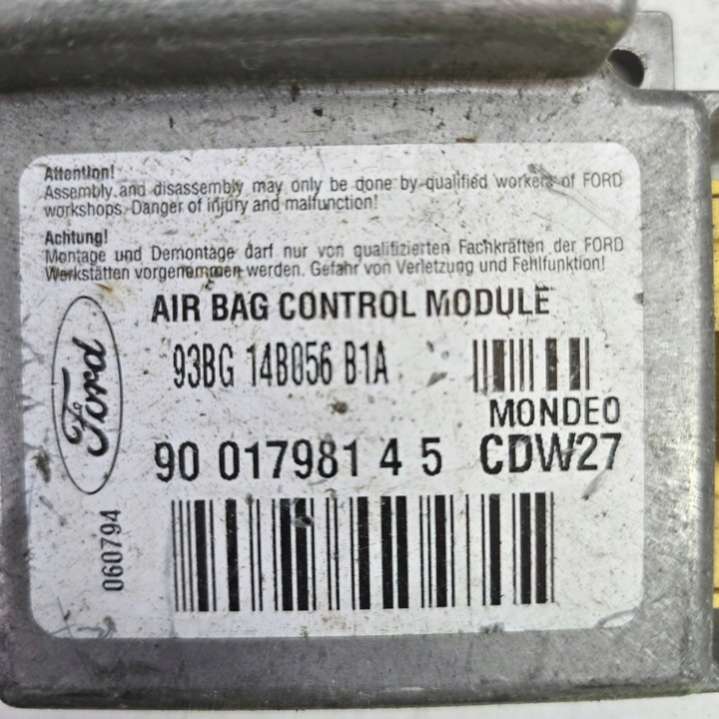 Attention!
Assembly and disassembly may only be done by qualified workers of FORD
workshops. Danger of injury and malfunction!
Achtung!
Montage und Demontage darf nur von qualifizierten Fachkräften der FORD
Werkstätten vorgenommen werden. Gefahr von Verletzung und Fehlfunktion!
AIR BAG CONTROL MODULE
93BG 14B056 B1A
MONDEO
Ford
90 017981 4 5 CDW27
060794